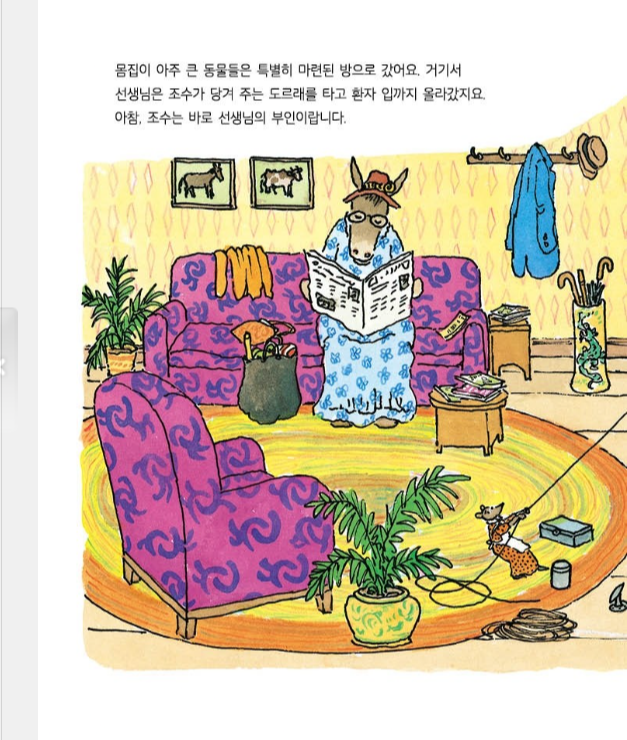 몸집이 아주 큰 동물들은 특별히 마련된 방으로 갔어요. 거기서
선생님은 조수가 당겨 주는 도르래를 타고 환자 입까지 올라갔지요.
아참, 조수는 바로 선생님의 부인이랍니다.